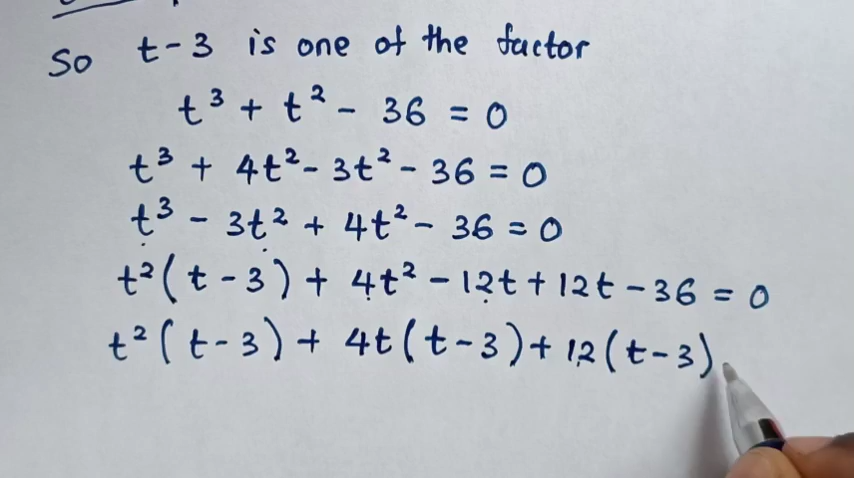 So t - 3 is one of the factor
t³ + t² - 36 = 0
t³ + 4t² - 3t² - 36 = 0
t³ - 3t² + 4t² - 36 = 0
t²(t - 3) + 4t² - 12t + 12t - 36 = 0
t²(t - 3) + 4t(t - 3) + 12(t - 3)